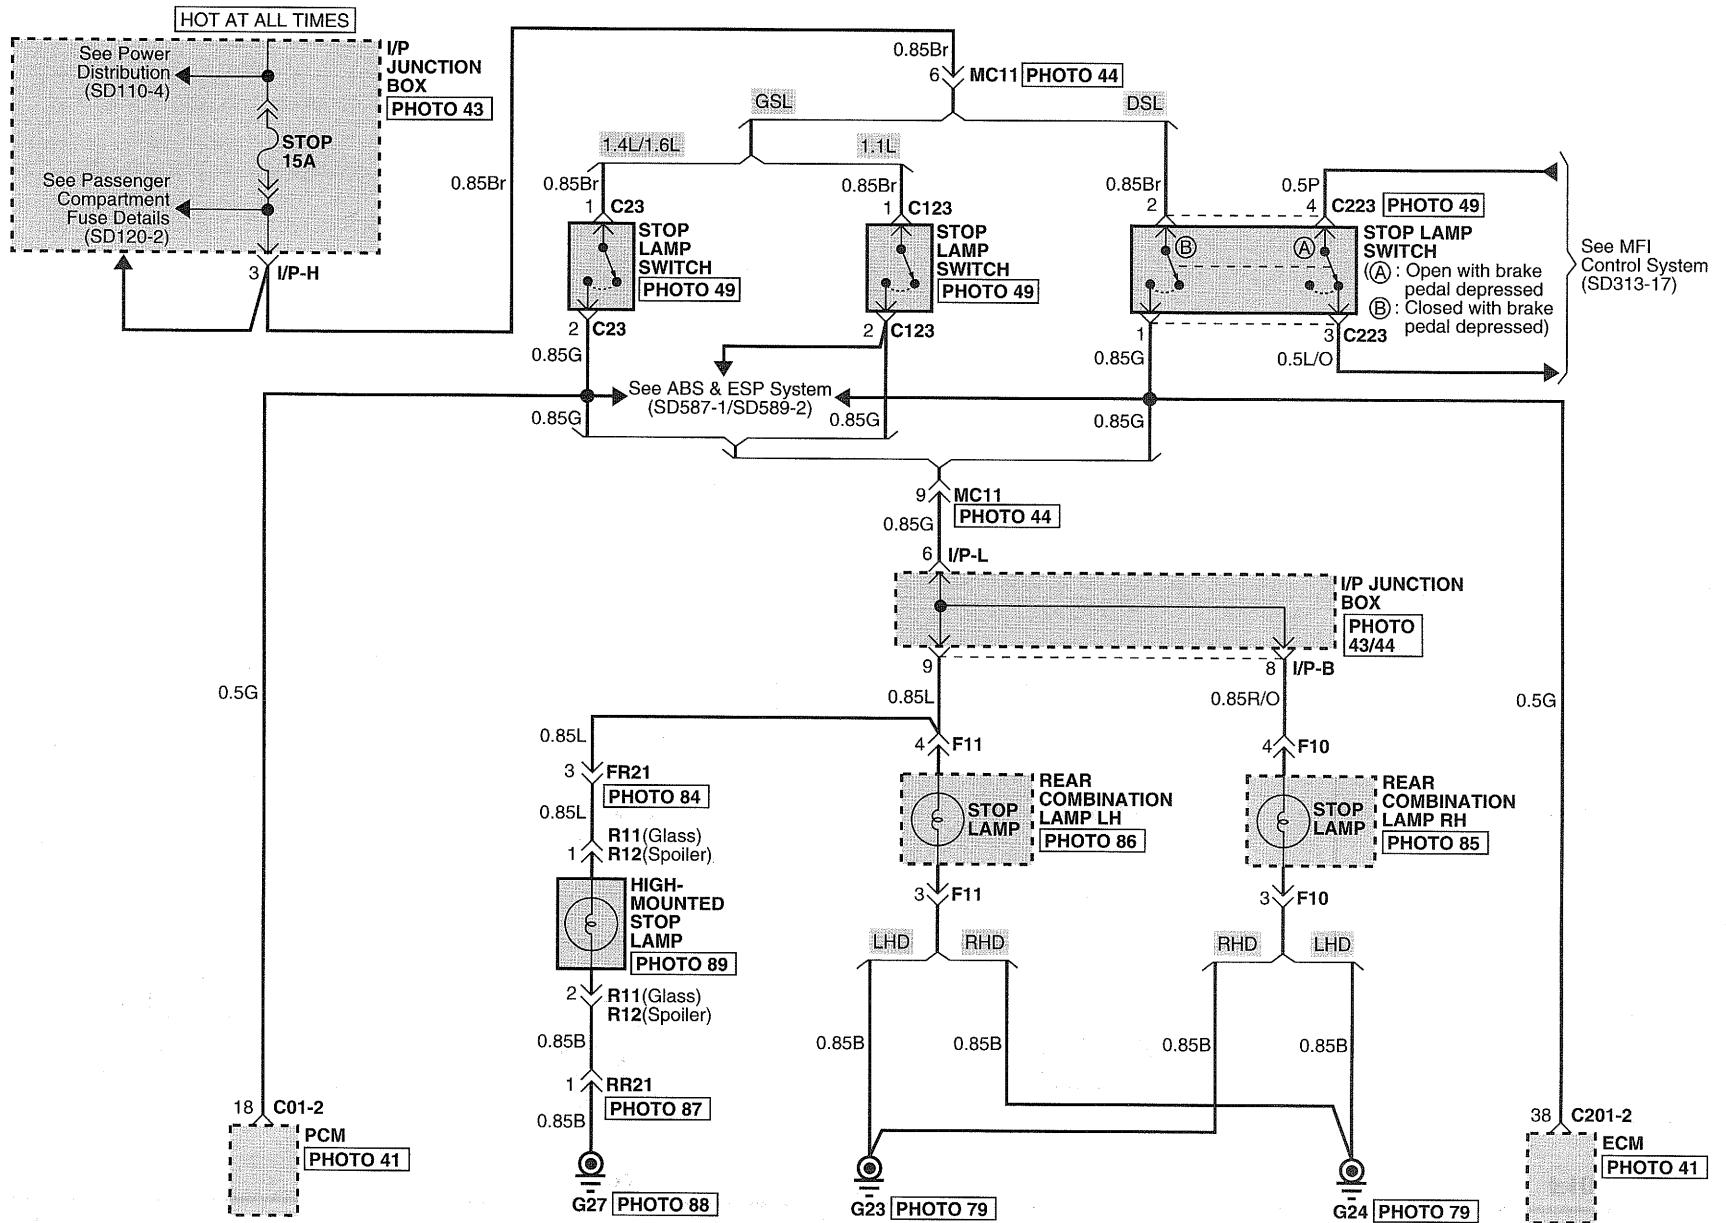 HOT AT ALL TIMES
See Power
Distribution
(SD110-4)
I/P
JUNCTION
BOX
PHOTO 43
STOP
15A
See Passenger
Compartment
Fuse Details
(SD120-2)
3 I/P-H
0.85Br
0.85Br
6 MC11 PHOTO 44
GSL
DSL
1.4L/1.6L
1.1L
0.85Br
1 C23
STOP
LAMP
SWITCH
PHOTO 49
2 C23
0.85G
0.85Br
1 C123
STOP
LAMP
SWITCH
PHOTO 49
2 C123
0.85Br
2
0.5P
4 C223 PHOTO 49
B
A
STOP LAMP
SWITCH
(A : Open with brake
pedal depressed
B : Closed with brake
pedal depressed)
1
3 C223
0.85G
0.5L/O
See MFI
Control System
(SD313-17)
See ABS & ESP System
(SD587-1/SD589-2)
0.85G
0.85G
0.85G
9 MC11
PHOTO 44
0.85G
6 I/P-L
I/P JUNCTION
BOX
PHOTO
43/44
9
8 I/P-B
0.5G
0.85L
0.85R/O
0.5G
0.85L
4 F11
4 F10
3 FR21
PHOTO 84
0.85L
R11(Glass)
1 R12(Spoiler)
STOP
LAMP
REAR
COMBINATION
LAMP LH
PHOTO 86
STOP
LAMP
REAR
COMBINATION
LAMP RH
PHOTO 85
HIGH-
MOUNTED
STOP
LAMP
PHOTO 89
3 F11
3 F10
LHD
RHD
RHD
LHD
2 R11(Glass)
R12(Spoiler)
0.85B
0.85B
0.85B
0.85B
0.85B
1 RR21
PHOTO 87
0.85B
18 C01-2
PCM
PHOTO 41
38 C201-2
ECM
PHOTO 41
G27 PHOTO 88
G23 PHOTO 79
G24 PHOTO 79